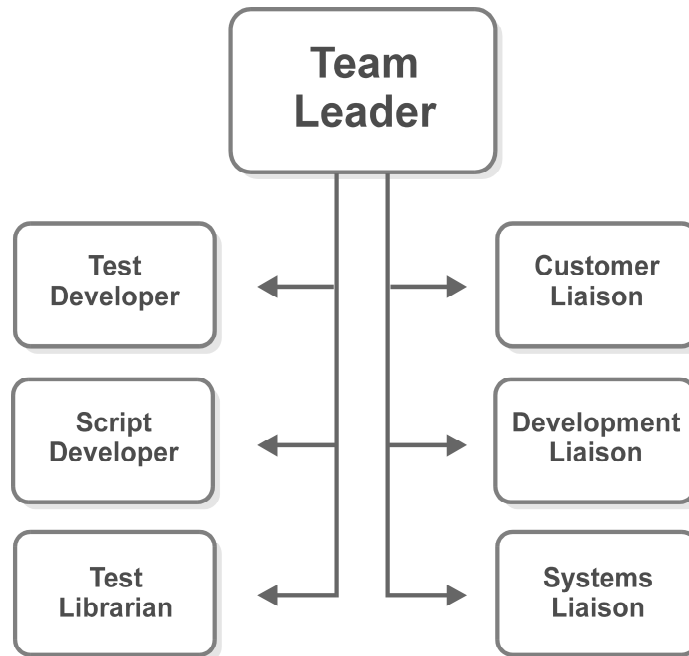 Team
Leader
Test
Developer
Customer
Liaison
Script
Developer
Development
Liaison
Test
Librarian
Systems
Liaison